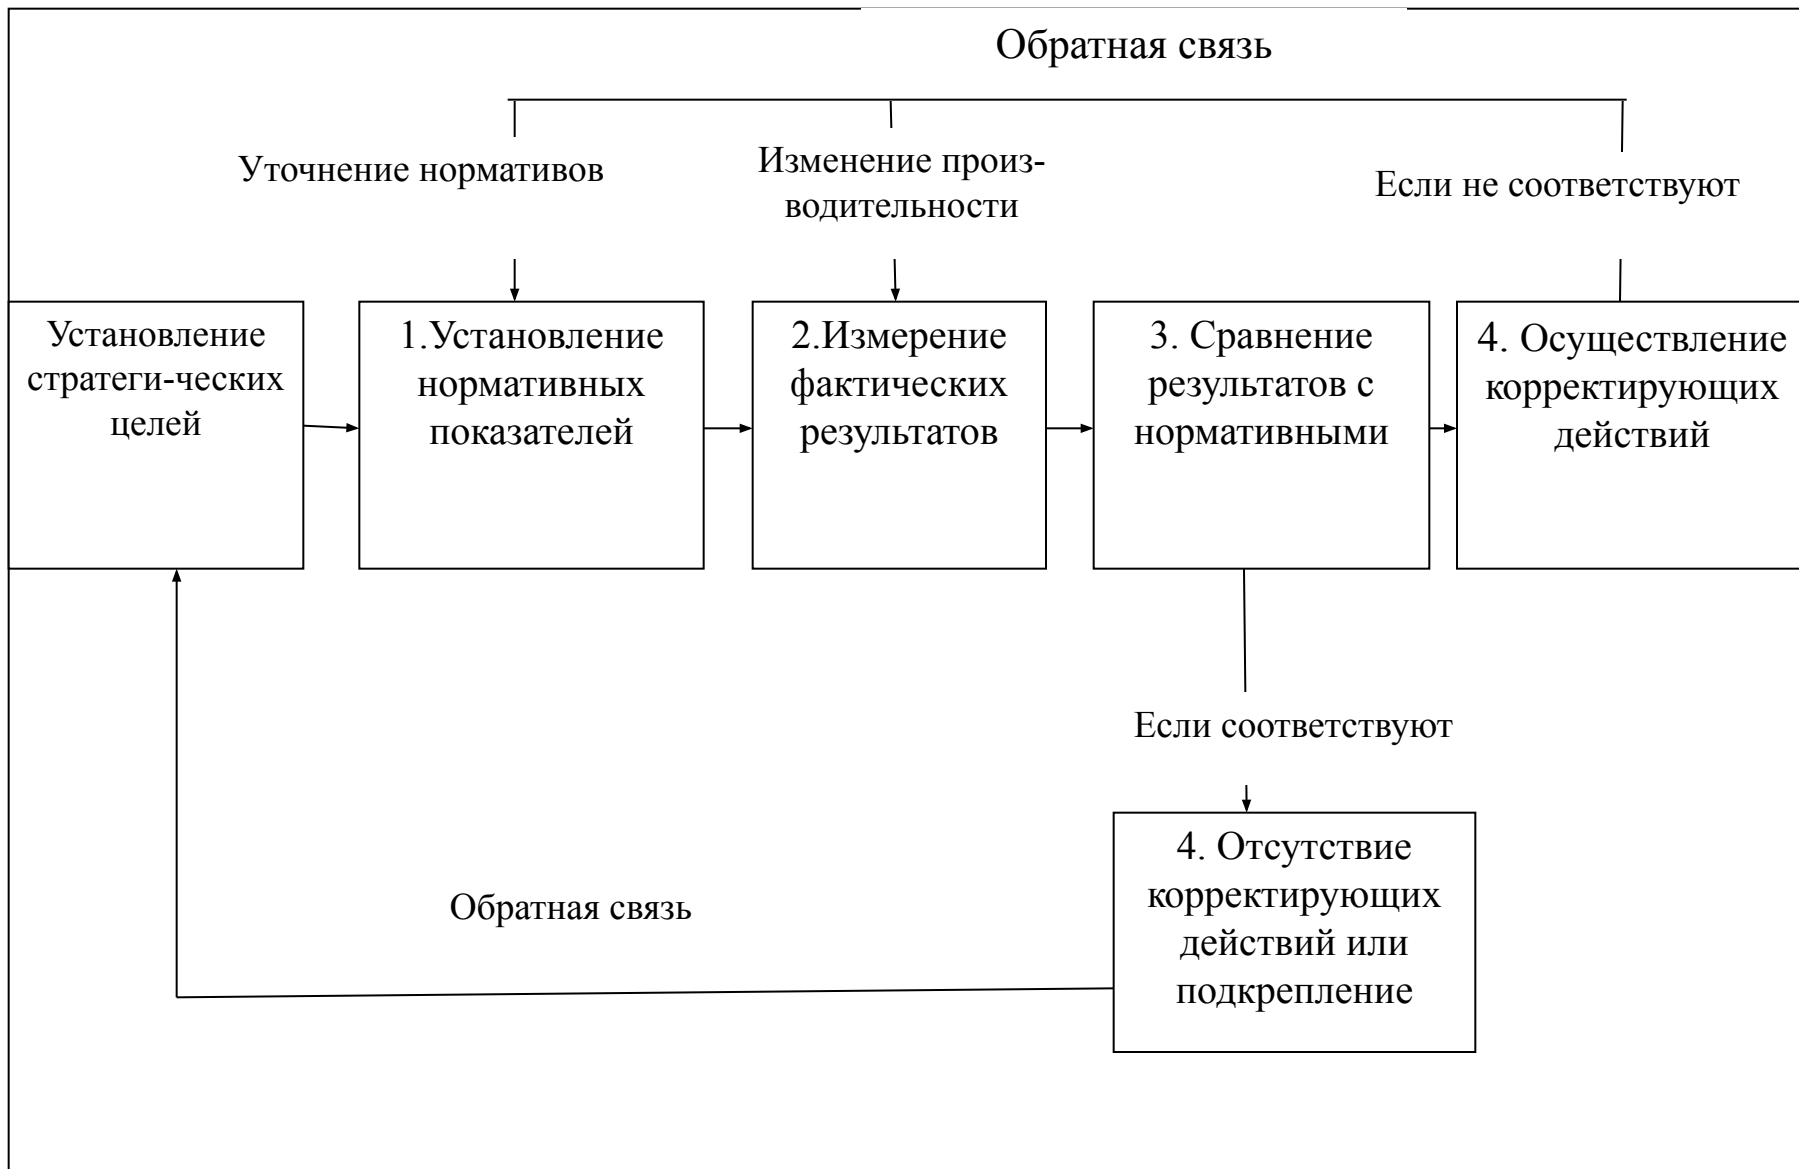 Обратная связь
Уточнение нормативов
Изменение произ-
водительности
Если не соответствуют
Установление
стратеги-ческих
целей
1.Установление
нормативных
показателей
2.Измерение
фактических
результатов
3. Сравнение
результатов с
нормативными
4. Осуществление
корректирующих
действий
Если соответствуют
4. Отсутствие
корректирующих
действий или
подкрепление
Обратная связь